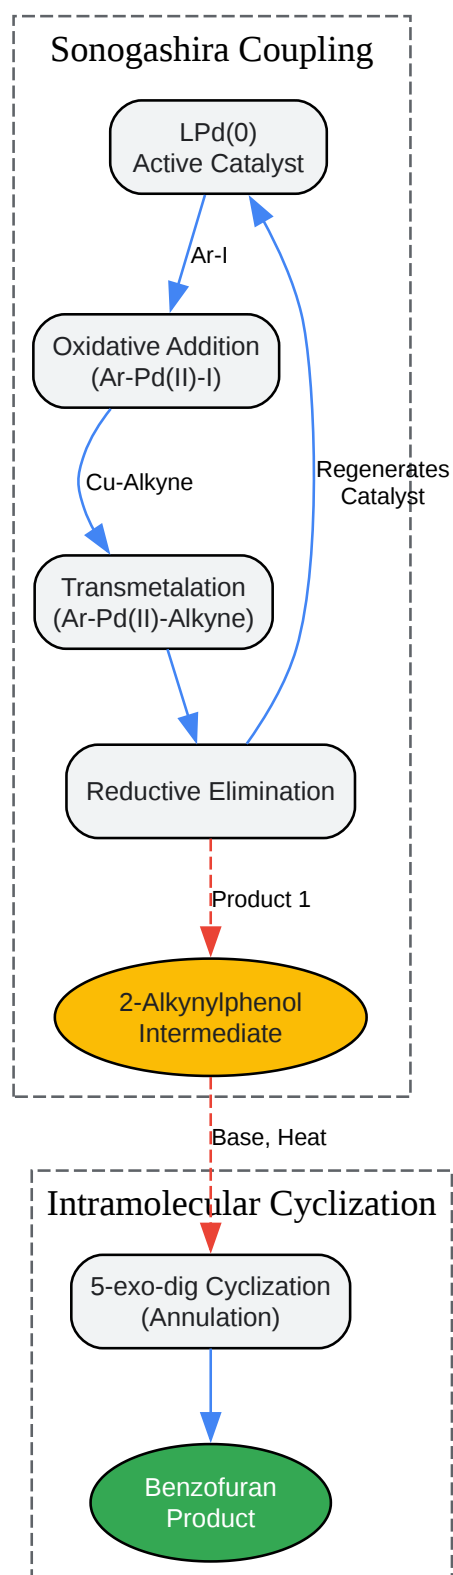 Sonogashira Coupling
LPd(0)
Active Catalyst
Ar-I
Oxidative Addition
(Ar-Pd(II)-I)
Cu-Alkyne
Regenerates
Catalyst
Transmetalation
(Ar-Pd(II)-Alkyne)
Reductive Elimination
Product 1
2-Alkynylphenol
Intermediate
Base, Heat
Intramolecular Cyclization
5-exo-dig Cyclization
(Annulation)
Benzofuran
Product